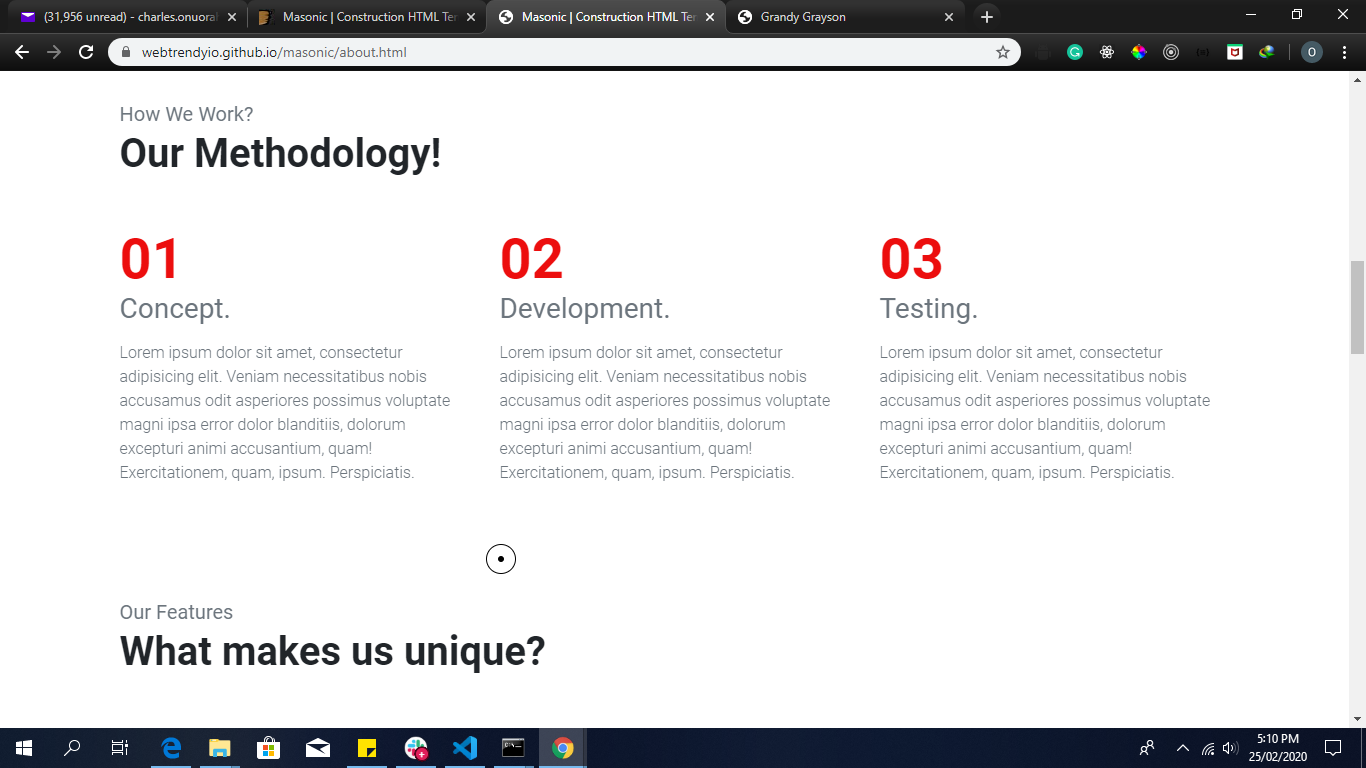 (31,956 unread) - charles.onuorah
Masonic | Construction HTML Ter
Masonic | Construction HTML Ter
Grandy Grayson
webtrendyio.github.io/masonic/about.html
O
How We Work?
Our Methodology!
01
Concept.
Lorem ipsum dolor sit amet, consectetur
adipisicing elit. Veniam necessitatibus nobis
accusamus odit asperiores possimus voluptate
magni ipsa error dolor blanditiis, dolorum
excepturi animi accusantium, quam!
Exercitationem, quam, ipsum. Perspiciatis.
02
Development.
Lorem ipsum dolor sit amet, consectetur
adipisicing elit. Veniam necessitatibus nobis
accusamus odit asperiores possimus voluptate
magni ipsa error dolor blanditiis, dolorum
excepturi animi accusantium, quam!
Exercitationem, quam, ipsum. Perspiciatis.
03
Testing.
Lorem ipsum dolor sit amet, consectetur
adipisicing elit. Veniam necessitatibus nobis
accusamus odit asperiores possimus voluptate
magni ipsa error dolor blanditiis, dolorum
excepturi animi accusantium, quam!
Exercitationem, quam, ipsum. Perspiciatis.
Our Features
What makes us unique?
5:10 PM
25/02/2020